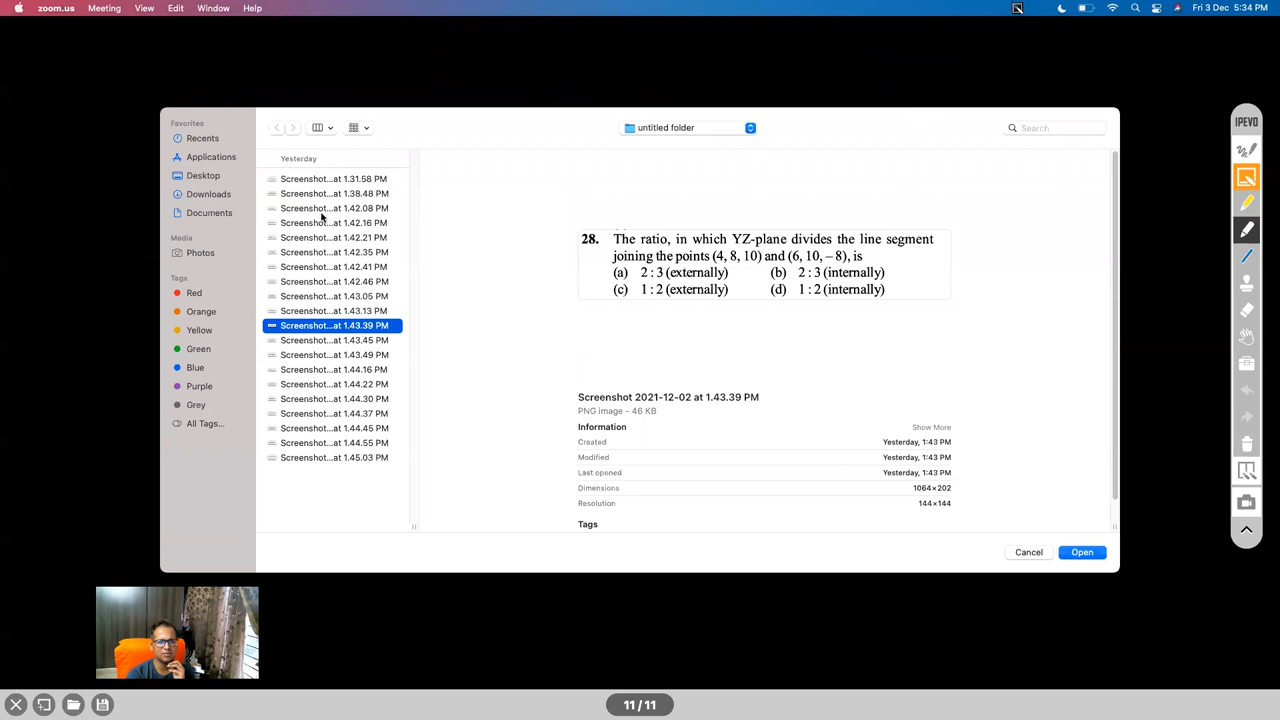 zoom.us Meeting View Edit Window Help Fri 3 Dec 5:34 PM
Favorites
Recents
Applications
Desktop
Downloads
Documents
Media
Photos
Tags
Red
Orange
Yellow
Green
Blue
Purple
Grey
All Tags...
untitled folder
Search
Yesterday
Screenshot...at 1.31.58 PM
Screenshot...at 1.38.48 PM
Screenshot...at 1.42.08 PM
Screenshot...at 1.42.16 PM
Screenshot...at 1.42.21 PM
Screenshot...at 1.42.35 PM
Screenshot...at 1.42.41 PM
Screenshot...at 1.42.46 PM
Screenshot...at 1.43.05 PM
Screenshot...at 1.43.13 PM
Screenshot...at 1.43.39 PM
Screenshot...at 1.43.45 PM
Screenshot...at 1.43.49 PM
Screenshot...at 1.44.16 PM
Screenshot...at 1.44.22 PM
Screenshot...at 1.44.30 PM
Screenshot...at 1.44.37 PM
Screenshot...at 1.44.45 PM
Screenshot...at 1.44.55 PM
Screenshot...at 1.45.03 PM
28. The ratio, in which YZ-plane divides the line segment
joining the points (4, 8, 10) and (6, 10, – 8), is
(a) 2 : 3 (externally) (b) 2 : 3 (internally)
(c) 1 : 2 (externally) (d) 1 : 2 (internally)
Screenshot 2021-12-02 at 1.43.39 PM
PNG image - 46 KB
Information Show More
Created Yesterday, 1:43 PM
Modified Yesterday, 1:43 PM
Last opened Yesterday, 1:43 PM
Dimensions 1064×202
Resolution 144×144
Tags
Cancel Open
IPEVO
11 / 11